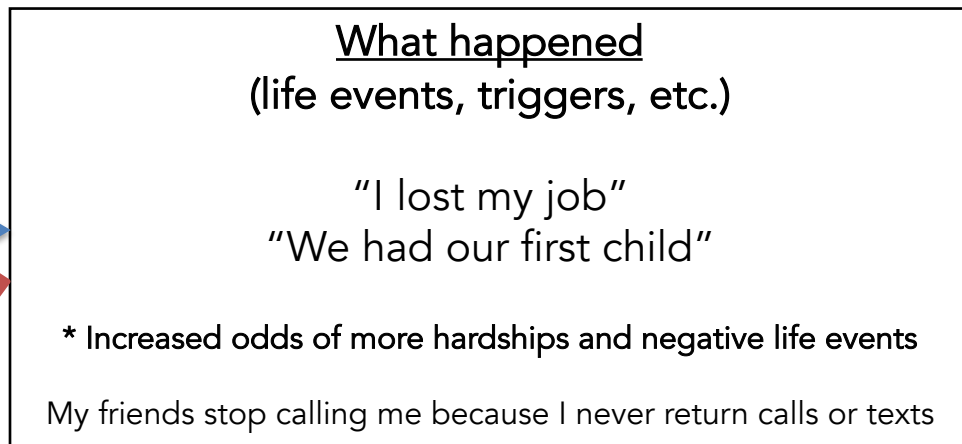 What happened
(life events, triggers, etc.)
“I lost my job”
“We had our first child”
* Increased odds of more hardships and negative life events
My friends stop calling me because I never return calls or texts